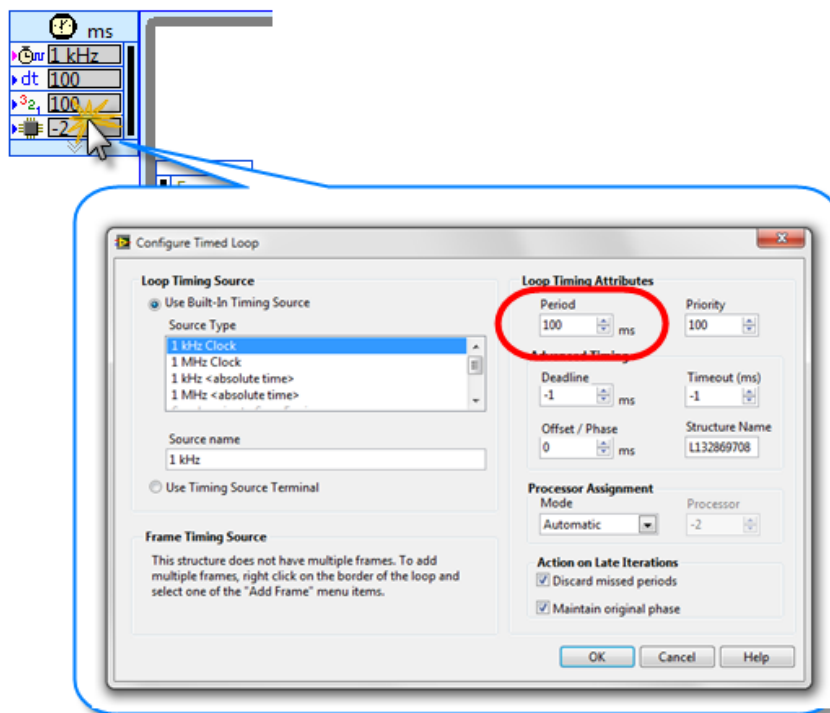 ms
1 kHz
dt 100
321 100
-2
Configure Timed Loop
Loop Timing Source
Use Built-In Timing Source
Source Type
1 kHz Clock
1 MHz Clock
1 kHz <absolute time>
1 MHz <absolute time>
Source name
1 kHz
Use Timing Source Terminal
Frame Timing Source
This structure does not have multiple frames. To add
multiple frames, right click on the border of the loop and
select one of the "Add Frame" menu items.
Loop Timing Attributes
Period Priority
100 ms 100
Advanced Timing
Deadline Timeout (ms)
-1 ms -1
Offset / Phase Structure Name
0 ms L132869708
Processor Assignment
Mode Processor
Automatic -2
Action on Late Iterations
Discard missed periods
Maintain original phase
OK Cancel Help